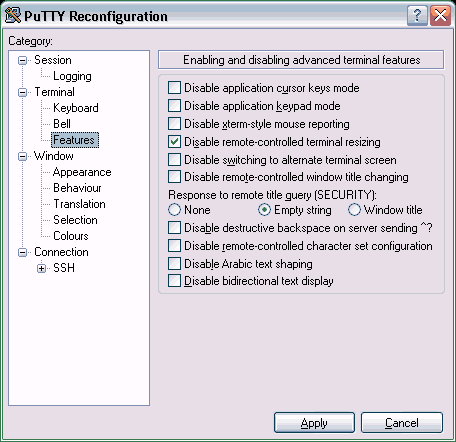 PuTTY Reconfiguration
Category:
Session
Logging
Terminal
Keyboard
Bell
Features
Window
Appearance
Behaviour
Translation
Selection
Colours
Connection
SSH
Enabling and disabling advanced terminal features
Disable application cursor keys mode
Disable application keypad mode
Disable xterm-style mouse reporting
Disable remote-controlled terminal resizing
Disable switching to alternate terminal screen
Disable remote-controlled window title changing
Response to remote title query (SECURITY):
None Empty string Window title
Disable destructive backspace on server sending ^?
Disable remote-controlled character set configuration
Disable Arabic text shaping
Disable bidirectional text display
Apply Cancel